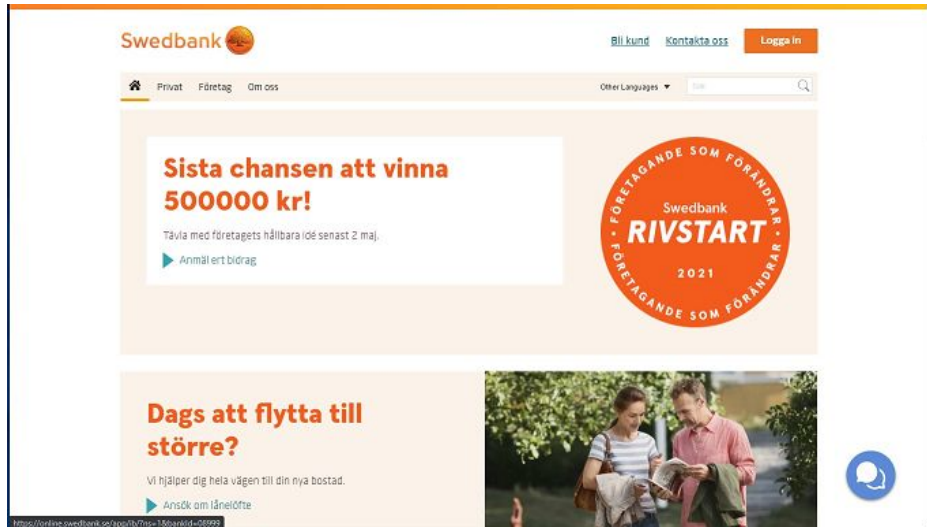 Swedbank
Bli kund Kontakta oss Logga in
Privat Företag Om oss Other Languages Sök
Sista chansen att vinna
500000 kr!
Tävla med företagets hållbara idé senast 2 maj.
Anmäl ert bidrag
FÖRETAGANDE SOM FÖRÄNDRAR
Swedbank
RIVSTART
2021
FÖRETAGANDE SOM FÖRÄNDRAR
Dags att flytta till
större?
Vi hjälper dig hela vägen till din nya bostad.
Ansök om lånelöfte
https://online.swedbank.se/app/ib/?ns=1&bankId=08999